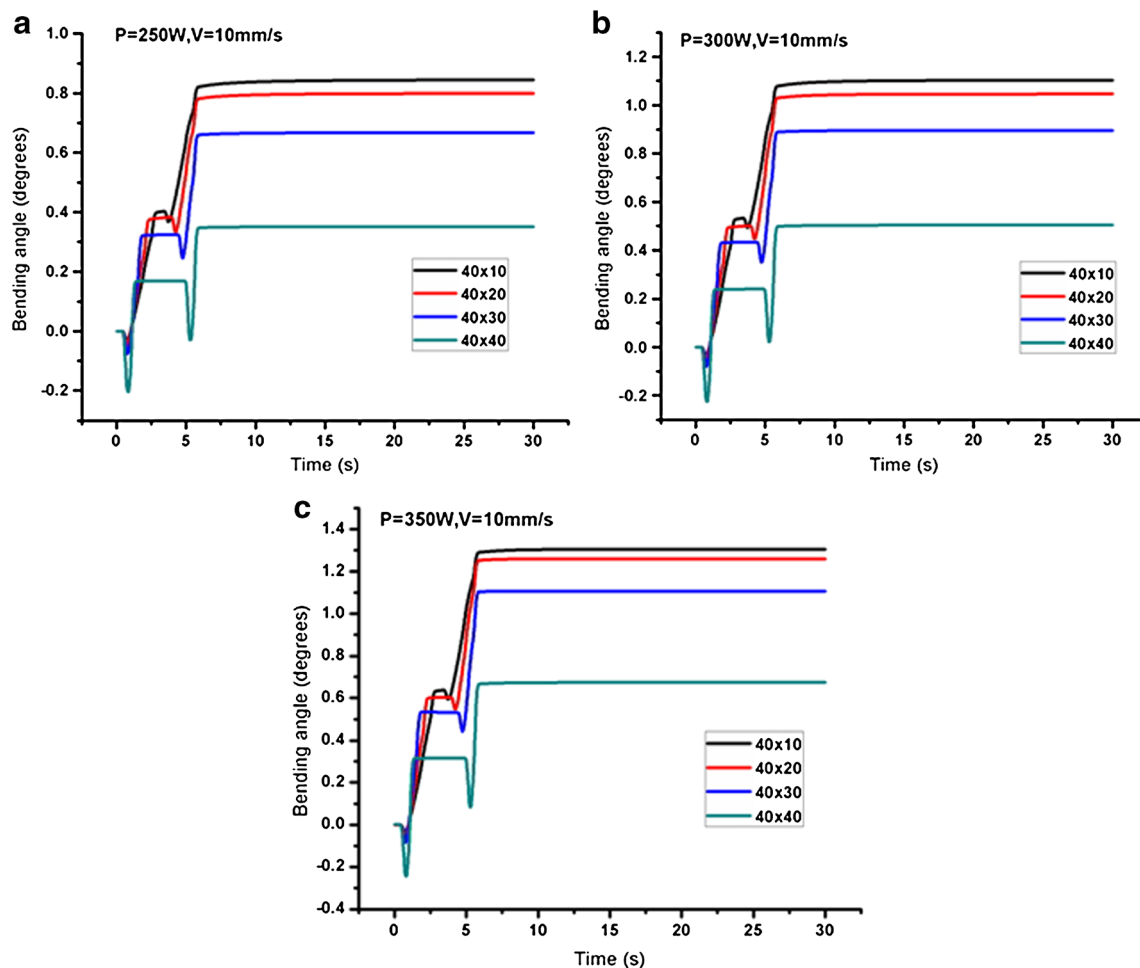 a
P=250W,V=10mm/s
1.0
0.8
0.6
0.4
0.2
0.0
-0.2
Bending angle (degrees)
40x10
40x20
40x30
40x40
0 5 10 15 20 25 30
Time (s)
b
P=300W,V=10mm/s
1.2
1.0
0.8
0.6
0.4
0.2
0.0
-0.2
Bending angle (degrees)
40x10
40x20
40x30
40x40
0 5 10 15 20 25 30
Time (s)
c
P=350W,V=10mm/s
1.4
1.2
1.0
0.8
0.6
0.4
0.2
0.0
-0.2
-0.4
Bending angle (degrees)
40x10
40x20
40x30
40x40
0 5 10 15 20 25 30
Time (s)